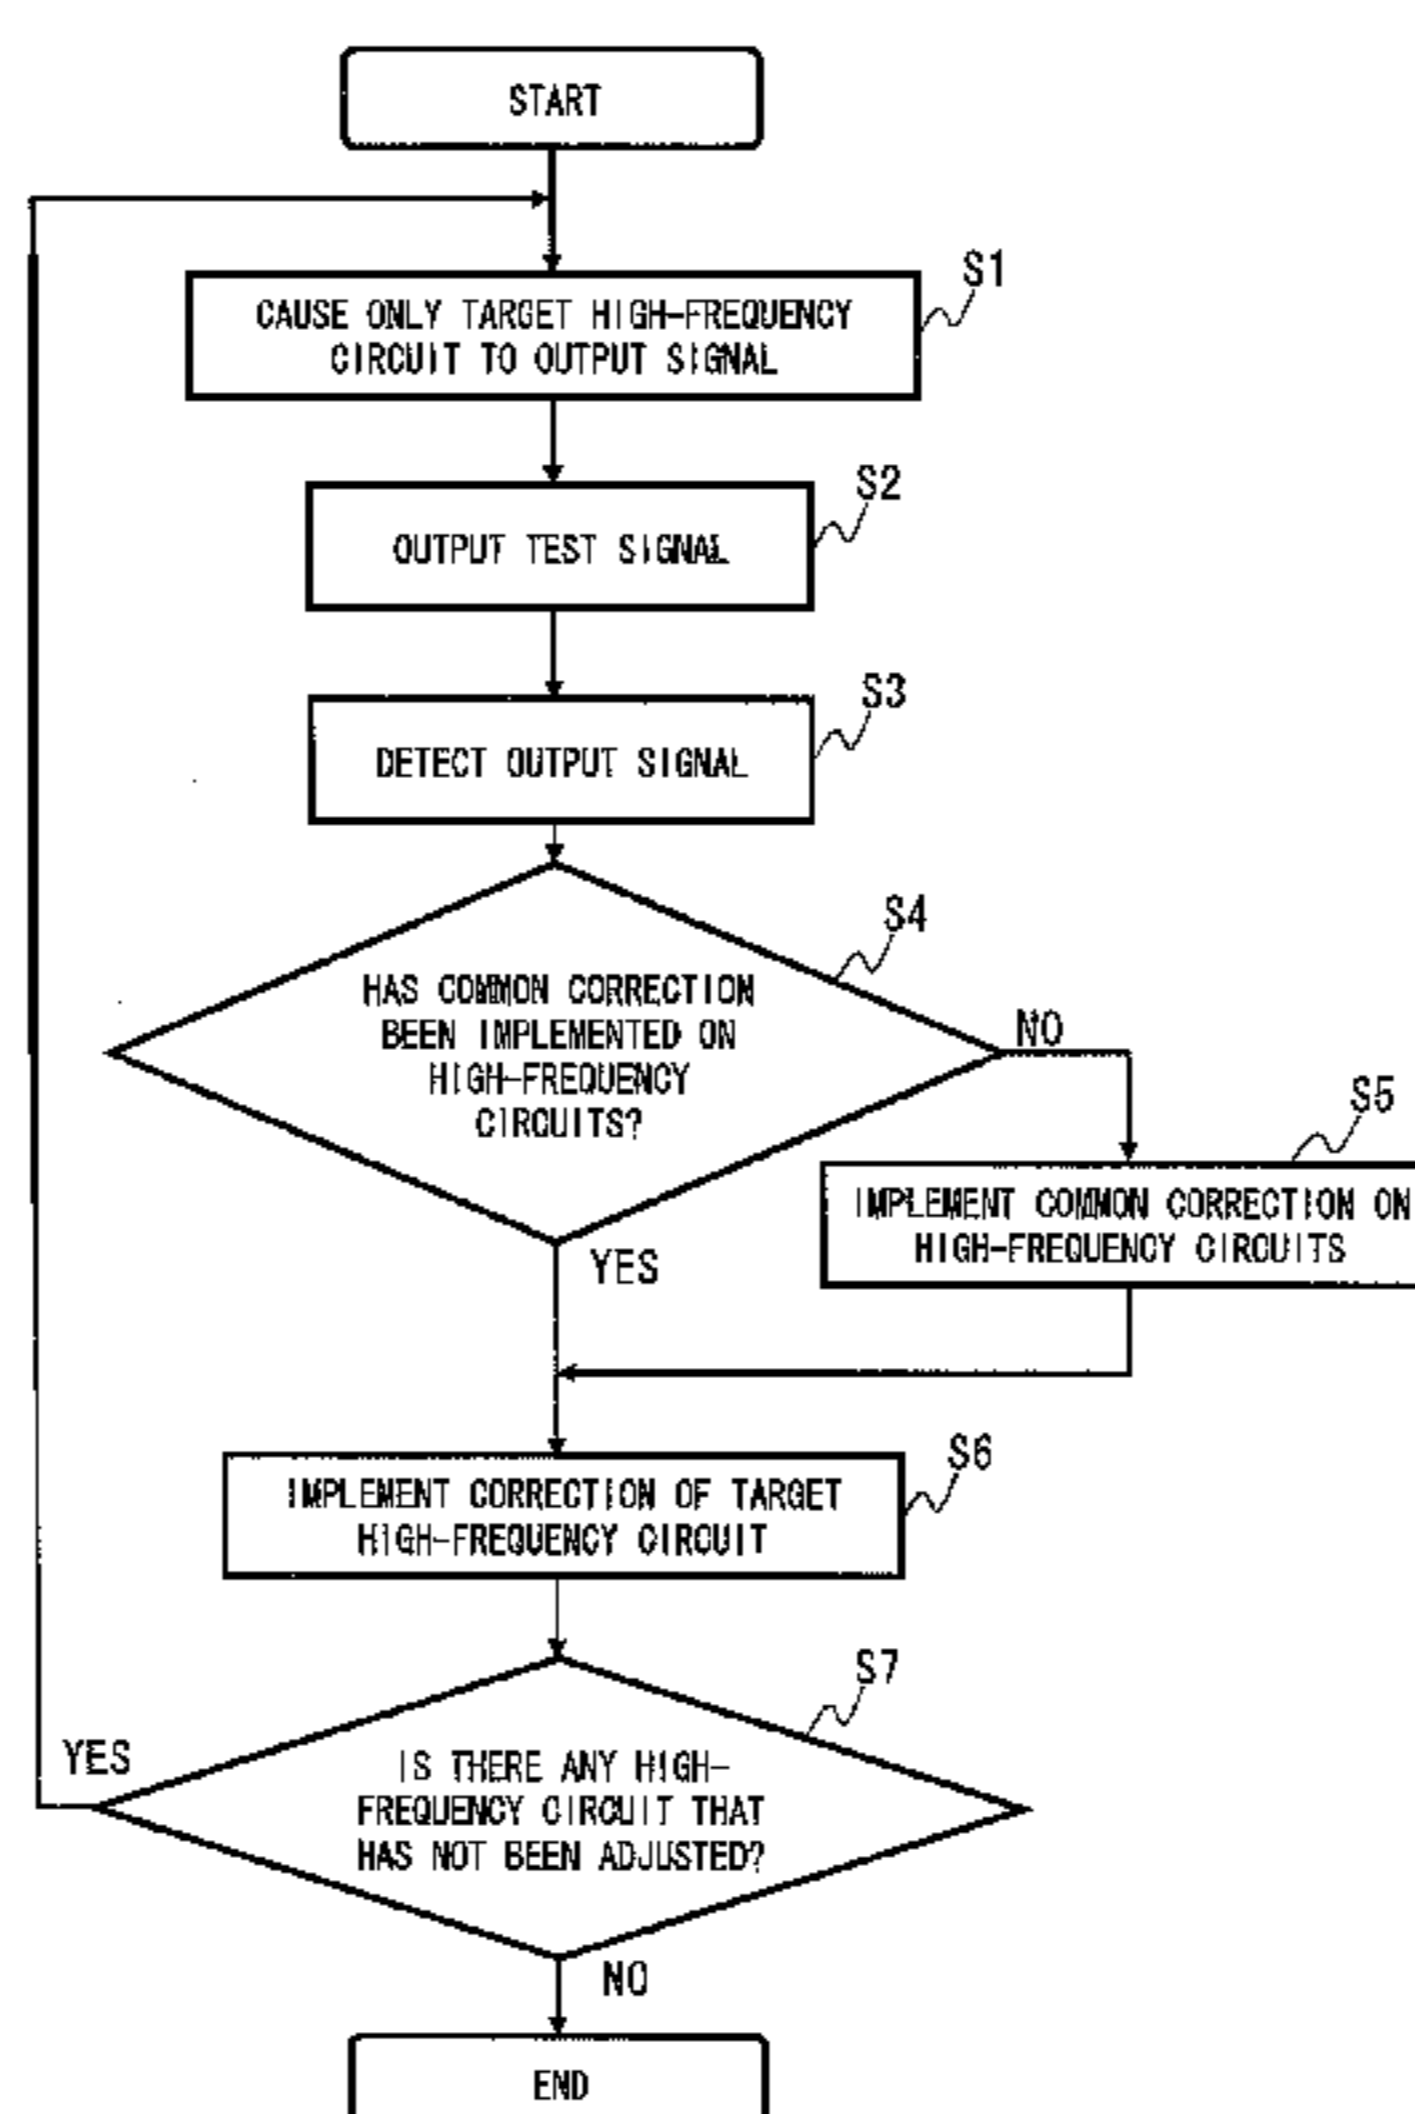 START
S1
CAUSE ONLY TARGET HIGH-FREQUENCY
CIRCUIT TO OUTPUT SIGNAL
S2
OUTPUT TEST SIGNAL
S3
DETECT OUTPUT SIGNAL
S4
HAS COMMON CORRECTION
BEEN IMPLEMENTED ON
HIGH-FREQUENCY
CIRCUITS?
NO
S5
IMPLEMENT COMMON CORRECTION ON
HIGH-FREQUENCY CIRCUITS
YES
S6
IMPLEMENT CORRECTION OF TARGET
HIGH-FREQUENCY CIRCUIT
S7
YES
IS THERE ANY HIGH-
FREQUENCY CIRCUIT THAT
HAS NOT BEEN ADJUSTED?
NO
END